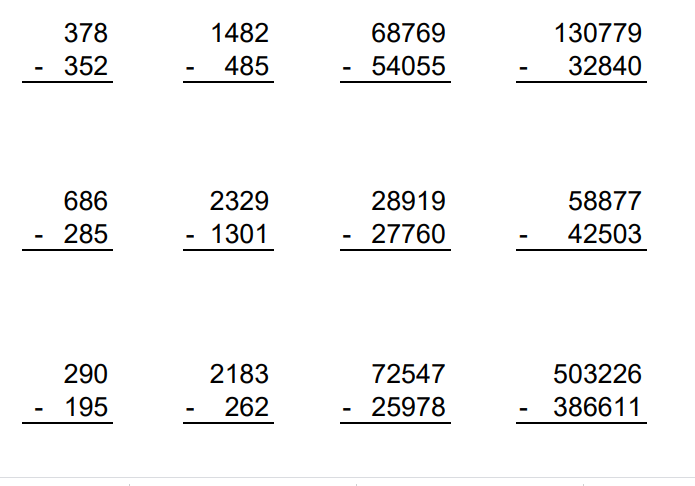 378 1482 68769 130779
- 352 - 485 - 54055 - 32840
686 2329 28919 58877
- 285 - 1301 - 27760 - 42503
290 2183 72547 503226
- 195 - 262 - 25978 - 386611